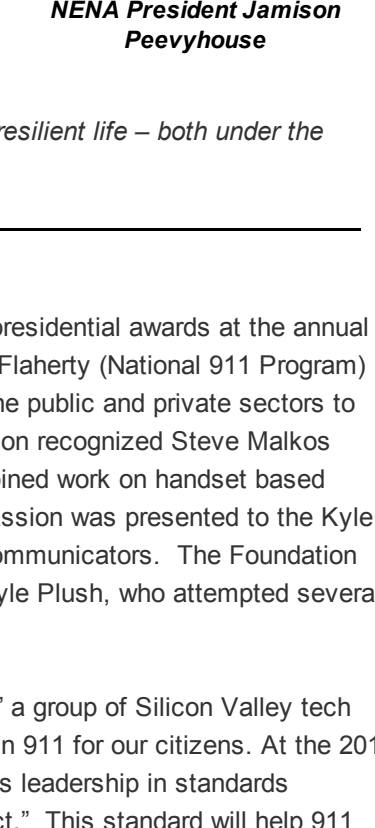 NENA President Jamison
Peevyhouse
resilient life – both under the
presidential awards at the annual
Flaherty (National 911 Program)
he public and private sectors to
on recognized Steve Malkos
oined work on handset based
assion was presented to the Kyle
ommunicators.  The Foundation
yle Plush, who attempted severa
” a group of Silicon Valley tech
n 911 for our citizens. At the 201
s leadership in standards
ct.”  This standard will help 911